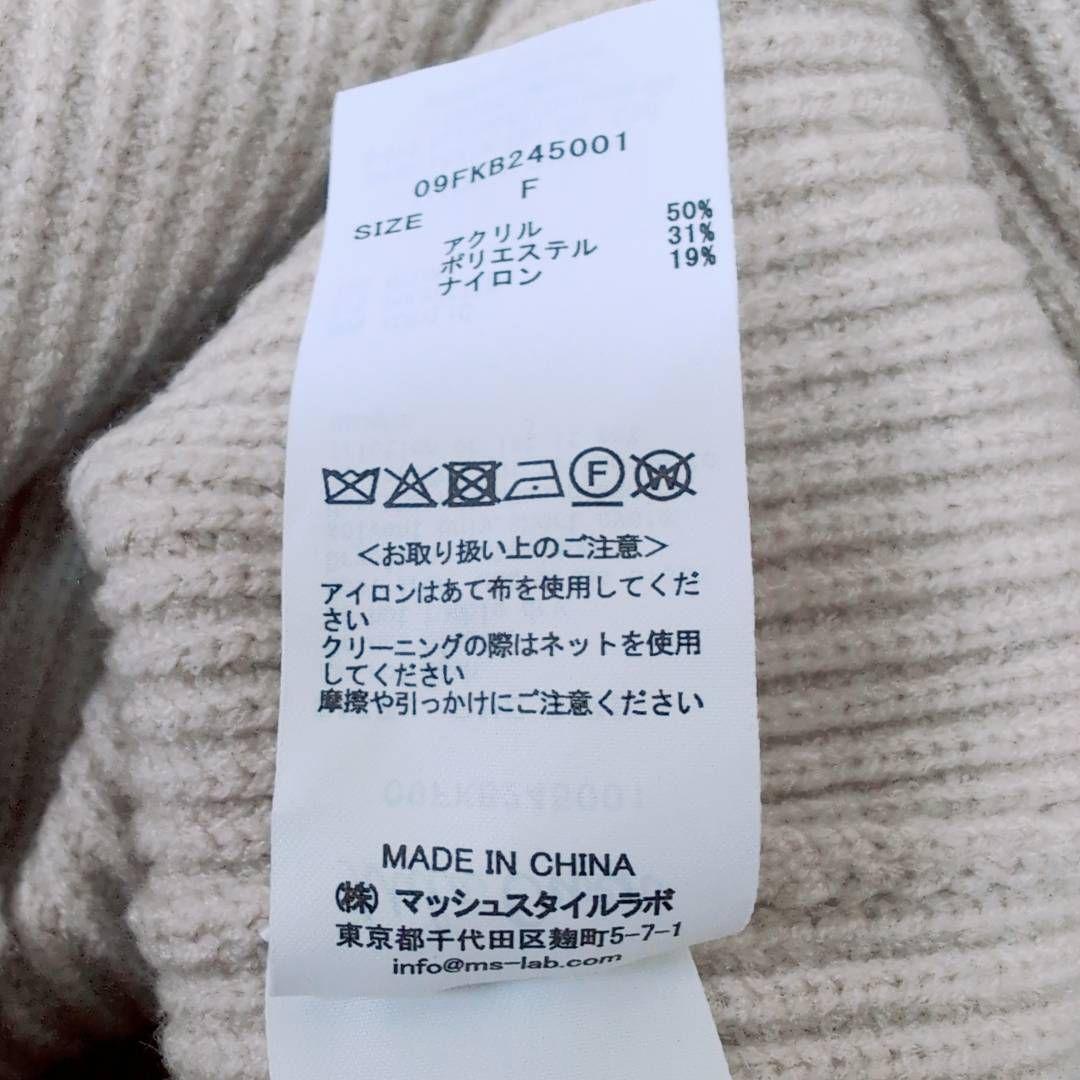 09FKB245001
SIZE F
アクリル 50%
ポリエステル 31%
ナイロン 19%
F W
<お取り扱い上のご注意>
アイロンはあて布を使用してくだ
さい
クリーニングの際はネットを使用
してください
摩擦や引っかけにご注意ください
MADE IN CHINA
(株)マッシュスタイルラボ
東京都千代田区麹町5-7-1
info@ms-lab.com